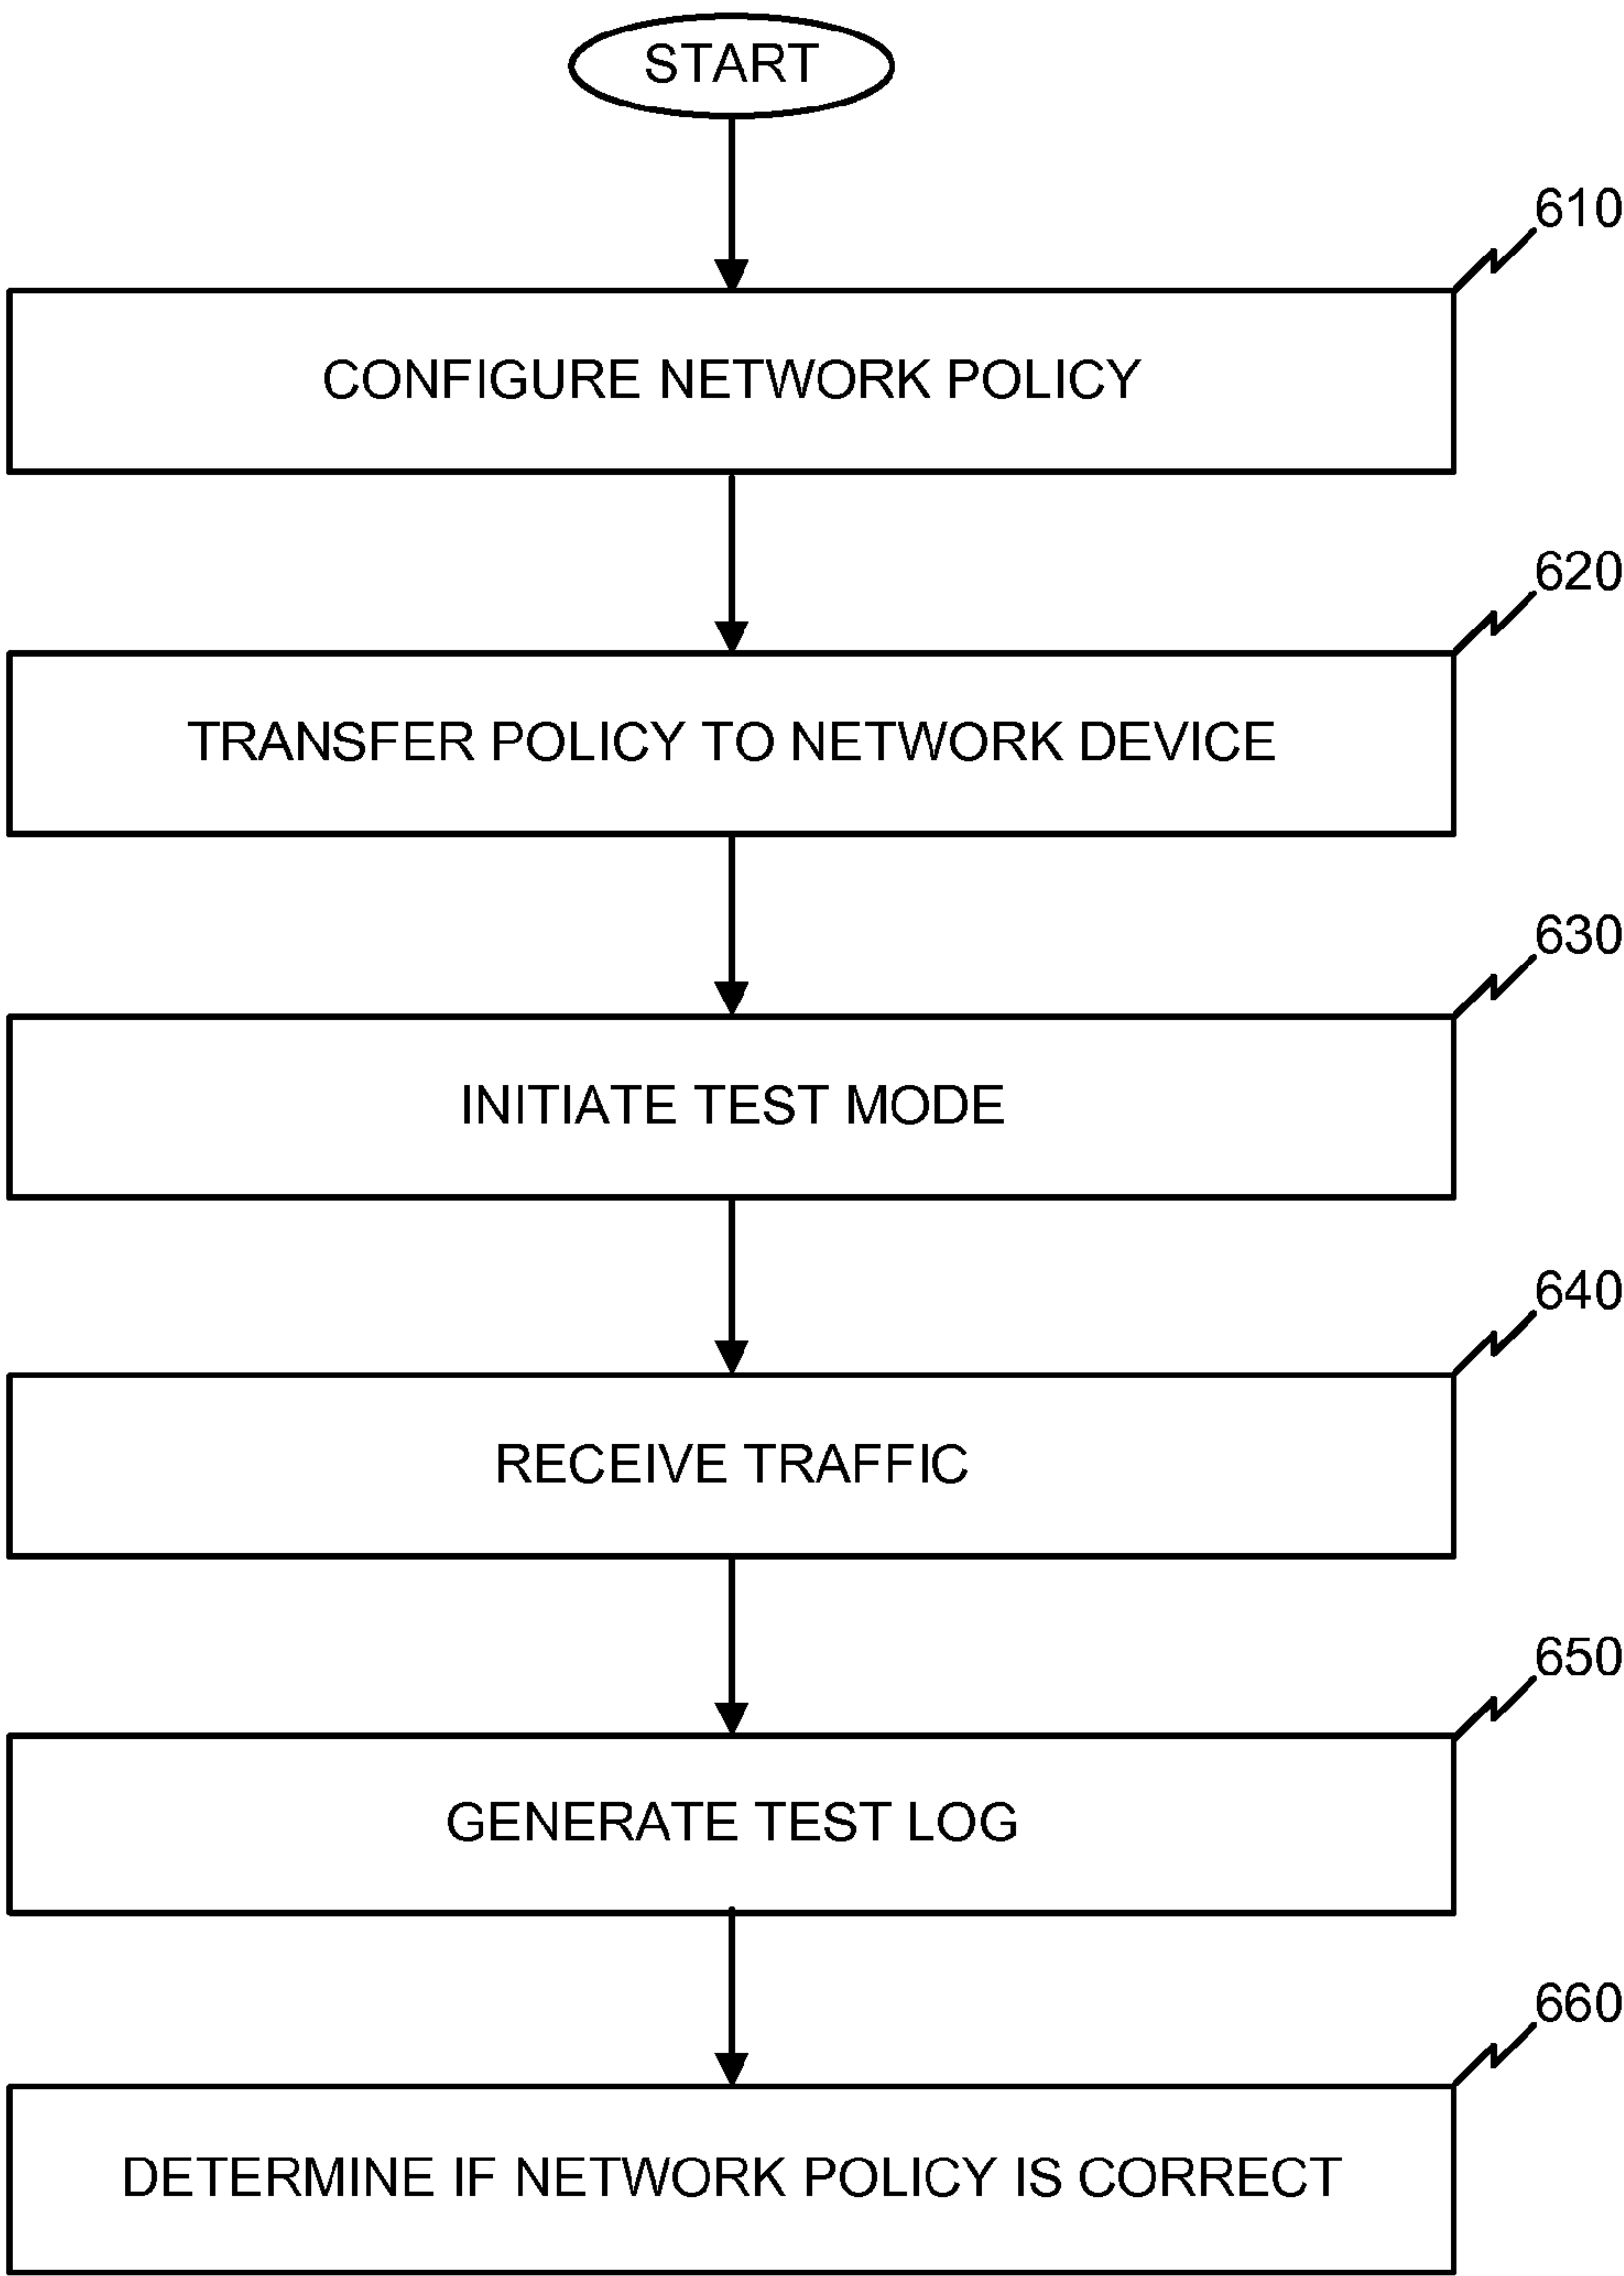 START
610
CONFIGURE NETWORK POLICY
620
TRANSFER POLICY TO NETWORK DEVICE
630
INITIATE TEST MODE
640
RECEIVE TRAFFIC
650
GENERATE TEST LOG
660
DETERMINE IF NETWORK POLICY IS CORRECT